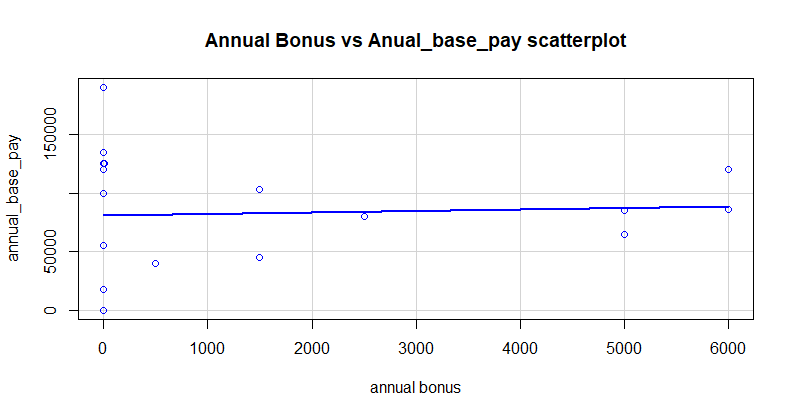 Annual Bonus vs Anual_base_pay scatterplot
150000
50000
0
annual_base_pay
0 1000 2000 3000 4000 5000 6000
annual bonus